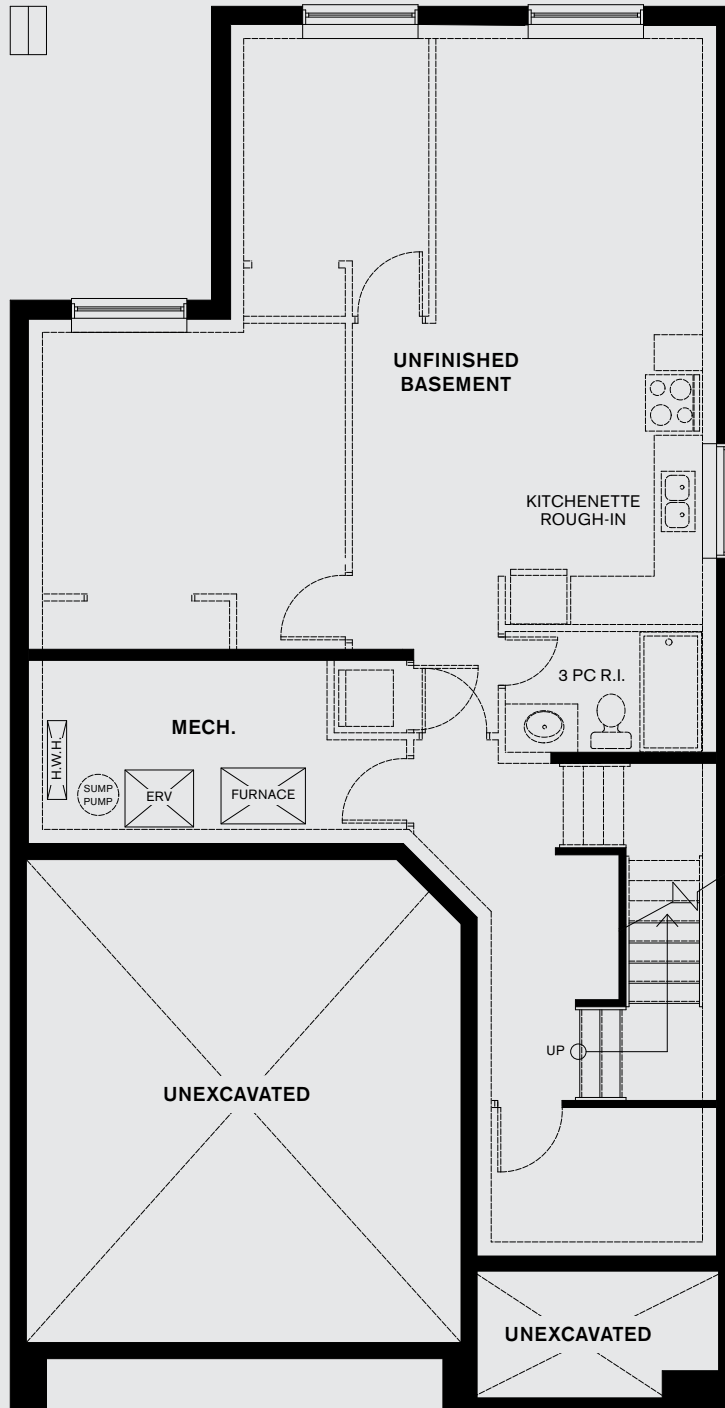 UNFINISHED
BASEMENT
KITCHENETTE
ROUGH-IN
3 PC R.I.
MECH.
H.W.H.
SUMP
PUMP
ERV
FURNACE
UP
UNEXCAVATED
UNEXCAVATED